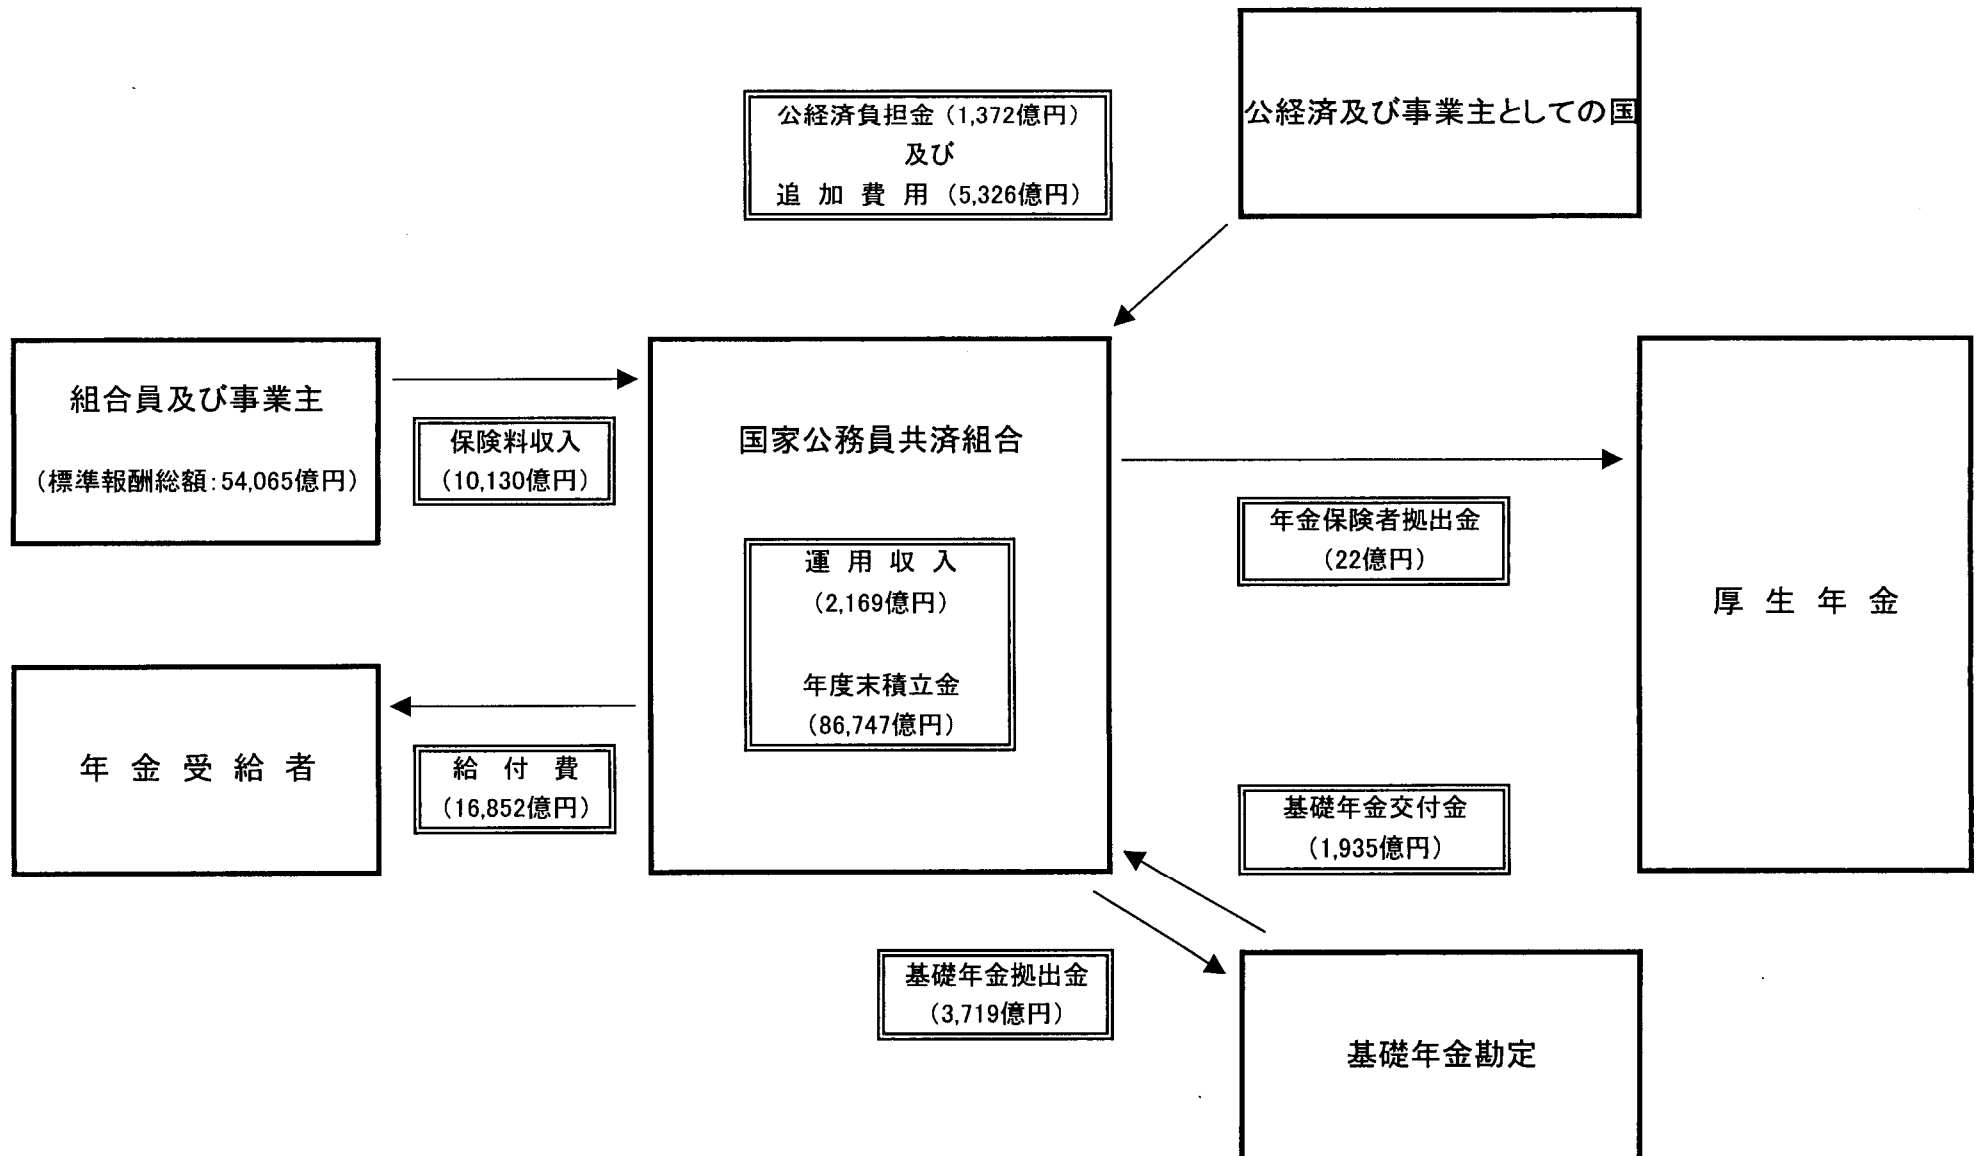 公経済及び事業主としての国
公経済負担金（1,372億円）
及び
追 加 費 用（5,326億円）
組合員及び事業主
（標準報酬総額：54,065億円）
保険料収入
（10,130億円）
国家公務員共済組合
運 用 収 入
（2,169億円）
年度末積立金
（86,747億円）
年金保険者拠出金
（22億円）
厚 生 年 金
年 金 受 給 者
給 付 費
（16,852億円）
基礎年金交付金
（1,935億円）
基礎年金拠出金
（3,719億円）
基礎年金勘定